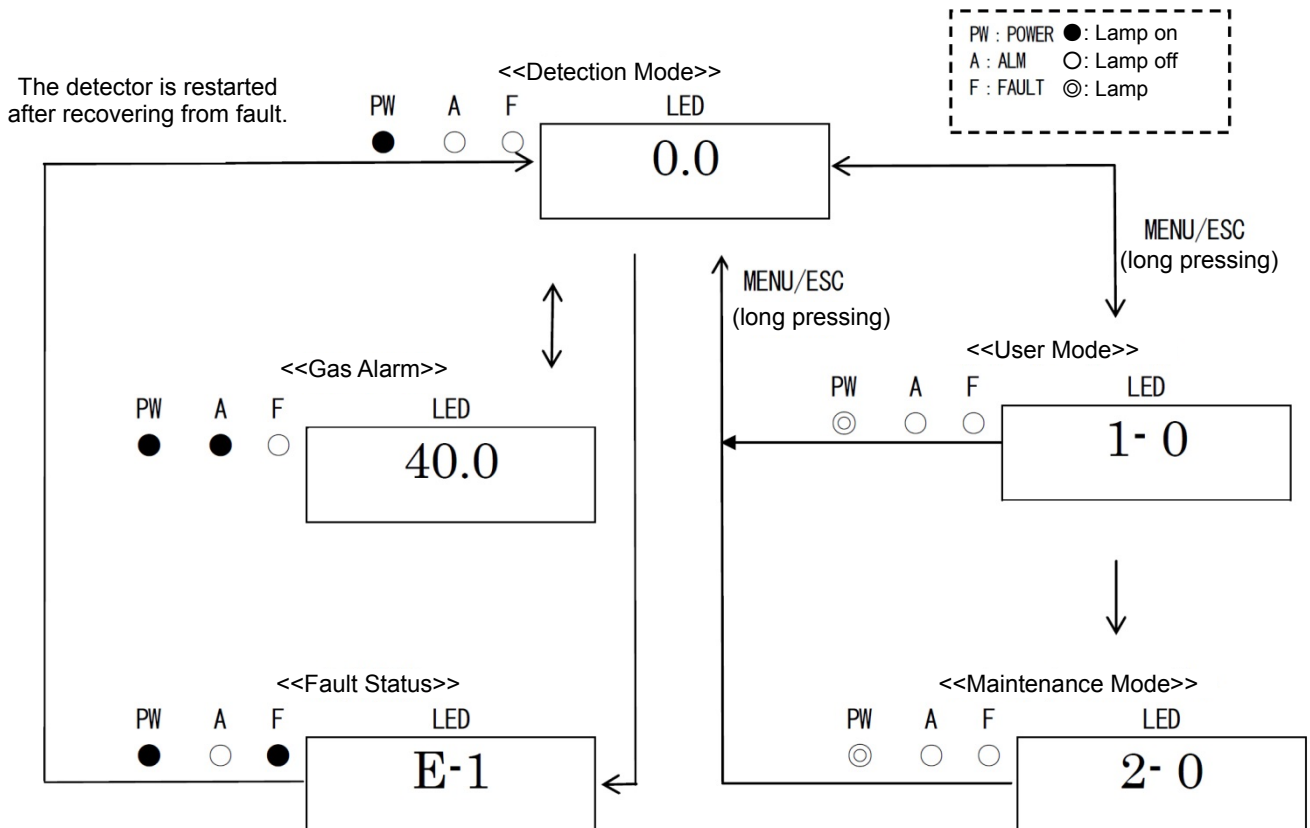 PW : POWER ●: Lamp on
A : ALM ○: Lamp off
F : FAULT ◎: Lamp
The detector is restarted
after recovering from fault.
<<Detection Mode>>
PW A F LED
0.0
MENU/ESC
(long pressing)
MENU/ESC
(long pressing)
<<Gas Alarm>>
PW A F LED
40.0
<<User Mode>>
PW A F LED
1- 0
<<Fault Status>>
PW A F LED
E-1
<<Maintenance Mode>>
PW A F LED
2- 0